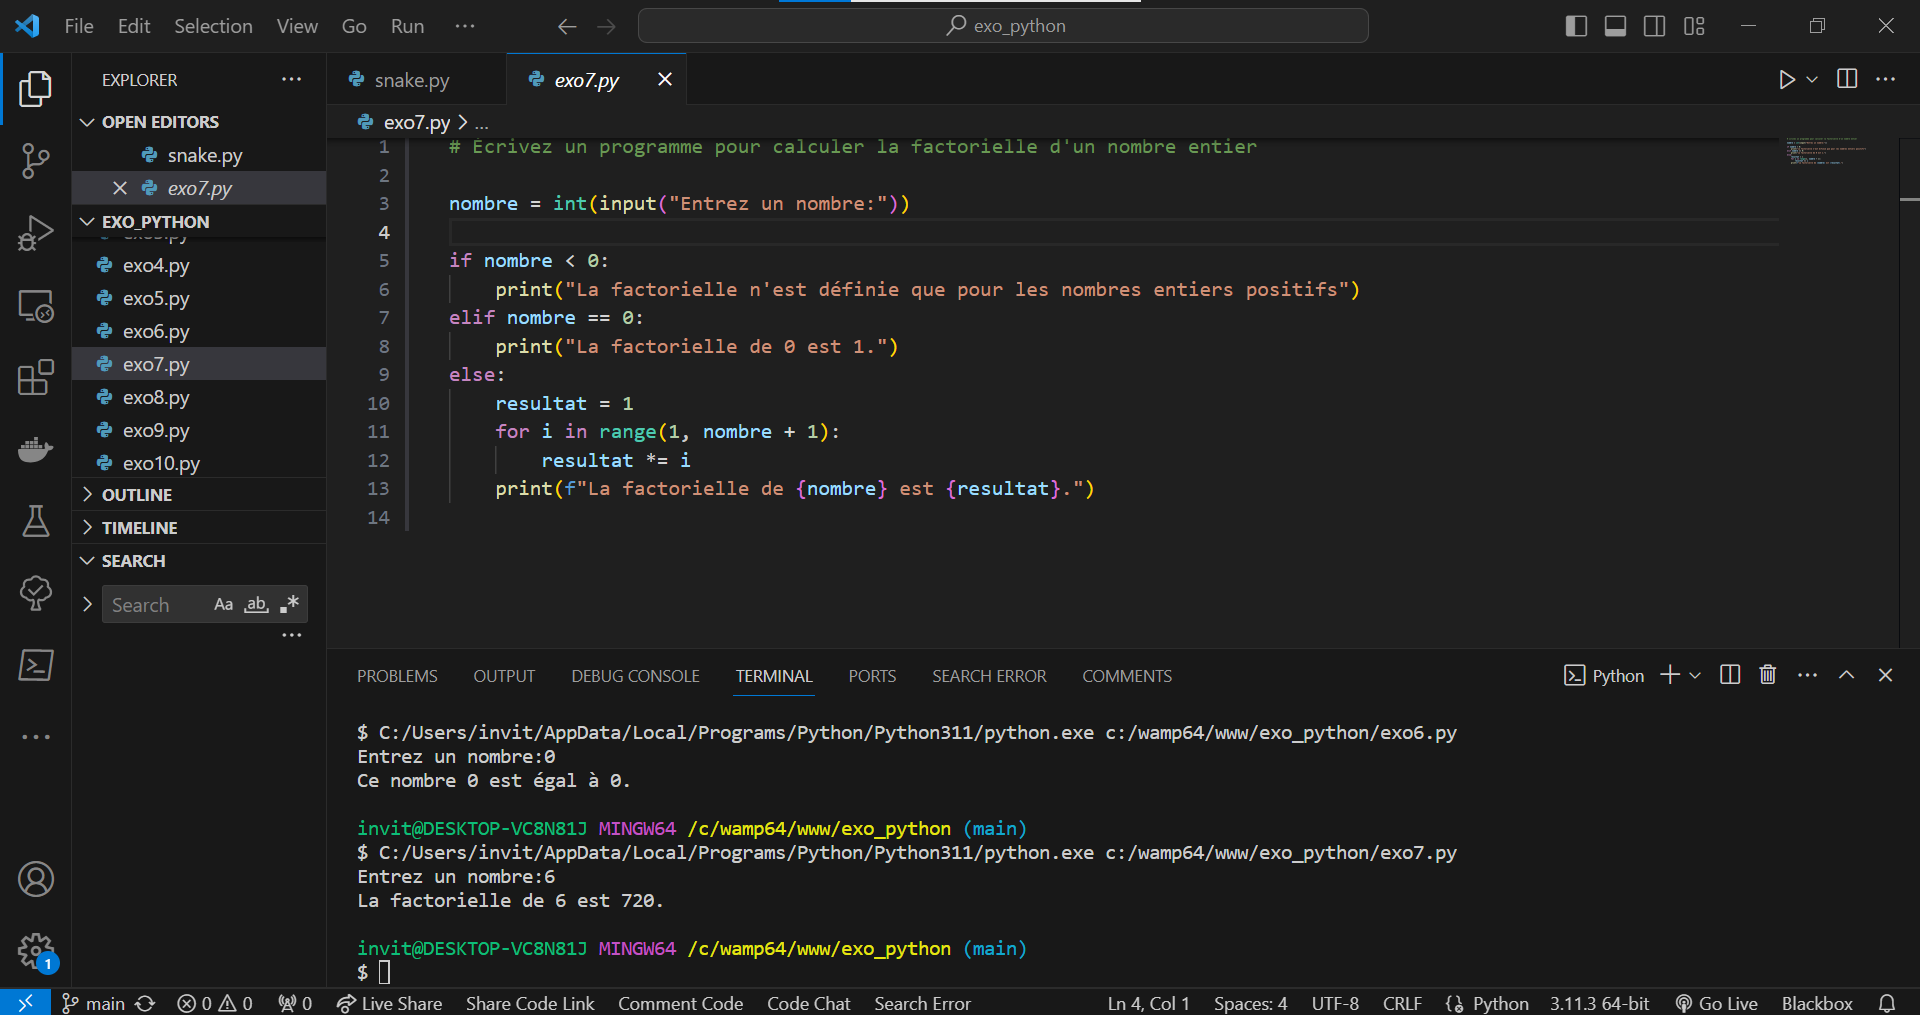 File Edit Selection View Go Run ... exo_python
EXPLORER ...
OPEN EDITORS
snake.py
exo7.py
EXO_PYTHON
exo4.py
exo5.py
exo6.py
exo7.py
exo8.py
exo9.py
exo10.py
OUTLINE
TIMELINE
SEARCH
Search Aa ab .*
...
1
snake.py exo7.py
exo7.py > ...
1 # Écrivez un programme pour calculer la factorielle d'un nombre entier
2
3 nombre = int(input("Entrez un nombre:"))
4
5 if nombre < 0:
6 print("La factorielle n'est définie que pour les nombres entiers positifs")
7 elif nombre == 0:
8 print("La factorielle de 0 est 1.")
9 else:
10 resultat = 1
11 for i in range(1, nombre + 1):
12 resultat *= i
13 print(f"La factorielle de {nombre} est {resultat}.")
14
PROBLEMS OUTPUT DEBUG CONSOLE TERMINAL PORTS SEARCH ERROR COMMENTS Python
$ C:/Users/invit/AppData/Local/Programs/Python/Python311/python.exe c:/wamp64/www/exo_python/exo6.py
Entrez un nombre:0
Ce nombre 0 est égal à 0.
invit@DESKTOP-VC8N81J MINGW64 /c/wamp64/www/exo_python (main)
$ C:/Users/invit/AppData/Local/Programs/Python/Python311/python.exe c:/wamp64/www/exo_python/exo7.py
Entrez un nombre:6
La factorielle de 6 est 720.
invit@DESKTOP-VC8N81J MINGW64 /c/wamp64/www/exo_python (main)
$
main 0 0 0 Live Share Share Code Link Comment Code Code Chat Search Error Ln 4, Col 1 Spaces: 4 UTF-8 CRLF Python 3.11.3 64-bit Go Live Blackbox